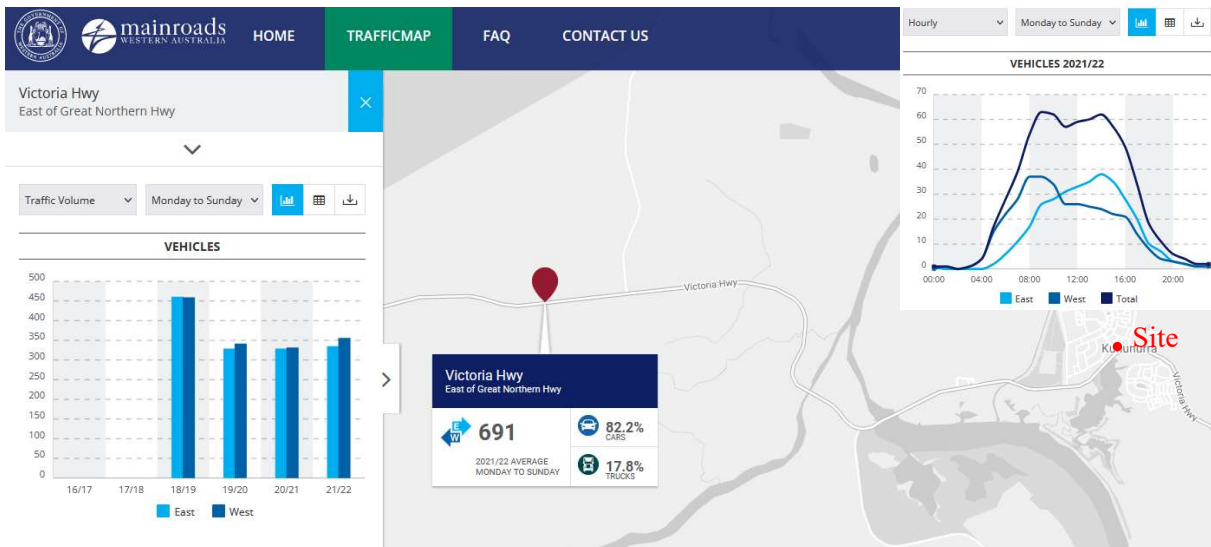 THE GOVERNMENT OF
WESTERN AUSTRALIA
mainroads
WESTERN AUSTRALIA
HOME
TRAFFICMAP
FAQ
CONTACT US
Victoria Hwy
East of Great Northern Hwy
Traffic Volume
Monday to Sunday
VEHICLES
500
450
400
350
300
250
200
150
100
50
0
16/17 17/18 18/19 19/20 20/21 21/22
East West
Victoria Hwy
Victoria Hwy
East of Great Northern Hwy
E
W
691
2021/22 AVERAGE
MONDAY TO SUNDAY
82.2%
CARS
17.8%
TRUCKS
Hourly
Monday to Sunday
VEHICLES 2021/22
70
60
50
40
30
20
10
0
00:00 04:00 08:00 12:00 16:00 20:00
East West Total
Site
Kununurra
Victoria Hwy